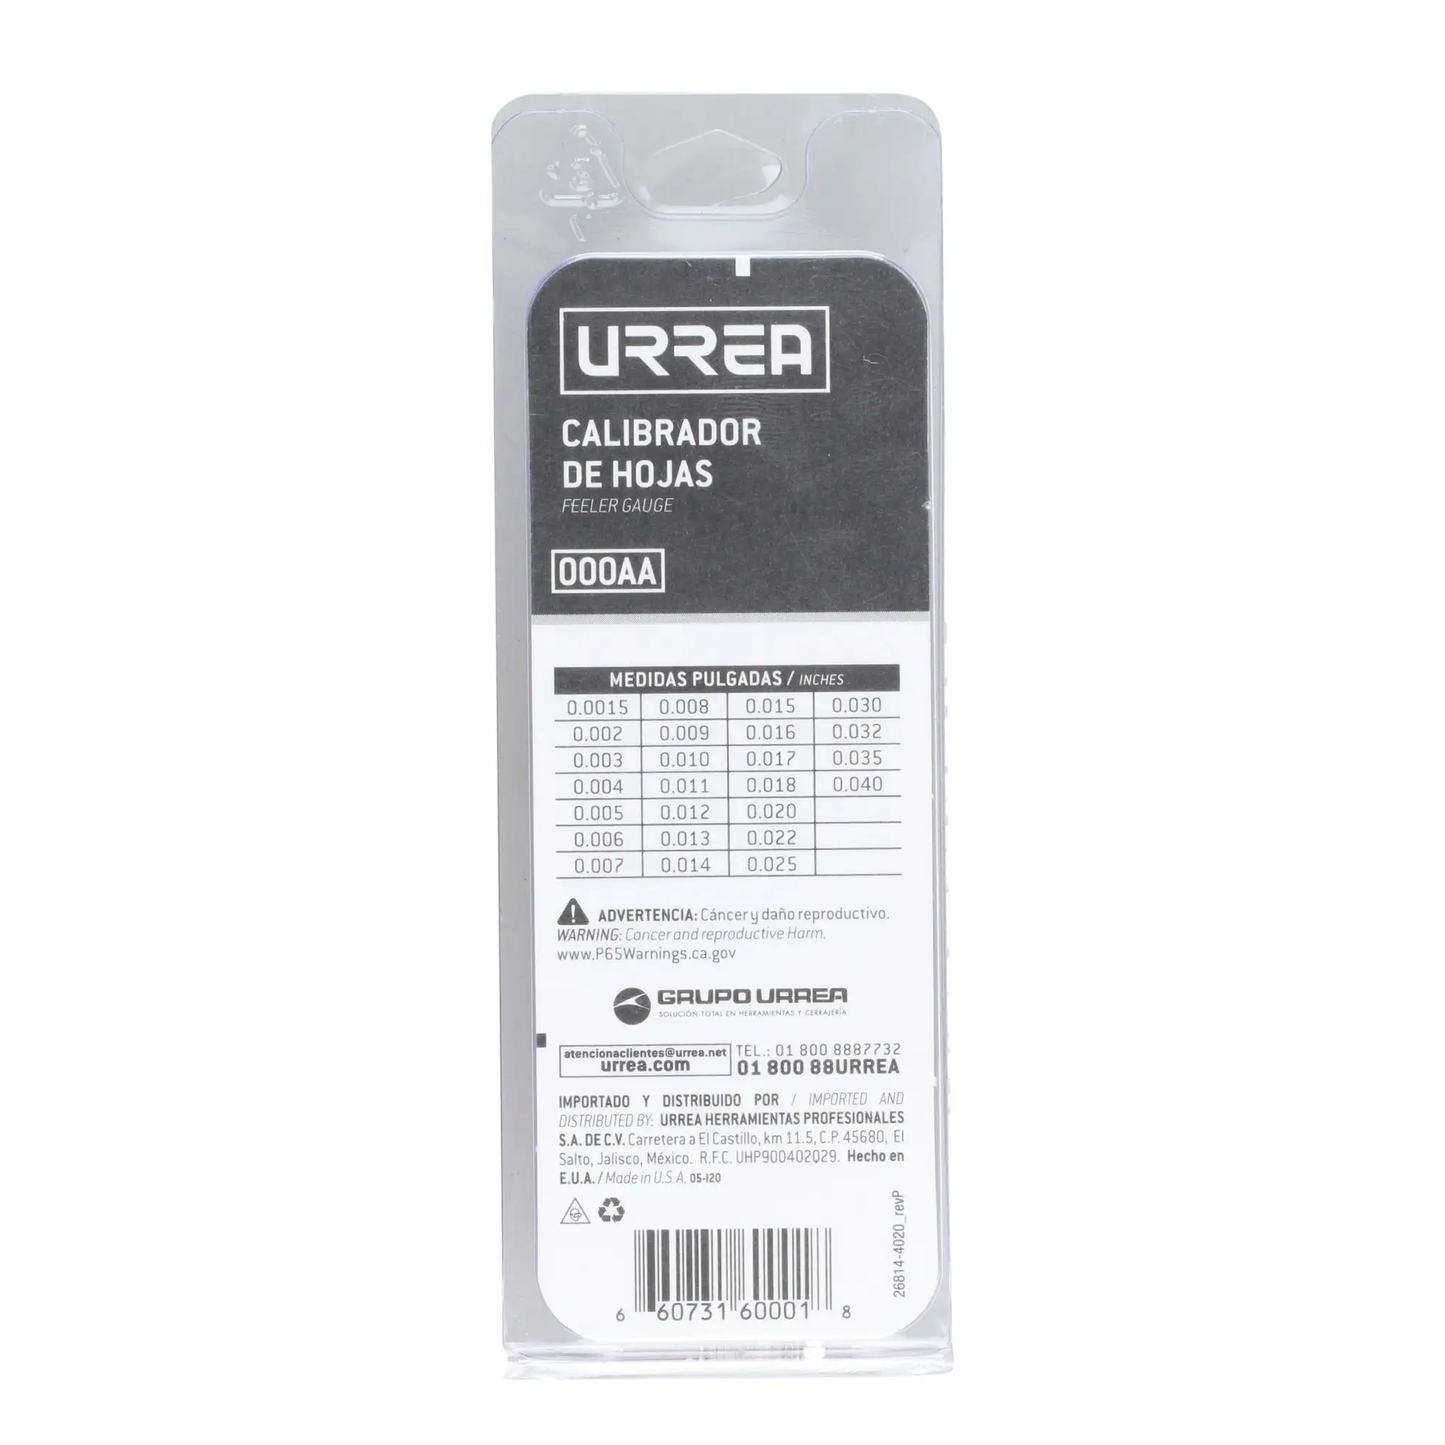 URREA
CALIBRADOR
DE HOJAS
FEELER GAUGE
000AA
MEDIDAS PULGADAS / INCHES
0.0015 0.008 0.015 0.030
0.002 0.009 0.016 0.032
0.003 0.010 0.017 0.035
0.004 0.011 0.018 0.040
0.005 0.012 0.020
0.006 0.013 0.022
0.007 0.014 0.025
ADVERTENCIA: Cáncer y daño reproductivo.
WARNING: Cancer and reproductive Harm.
www.P65Warnings.ca.gov
GRUPO URREA
SOLUCIÓN TOTAL EN HERRAMIENTAS Y CERRAJERÍA
atencionaclientes@urrea.net TEL.: 01 800 8887732
urrea.com 01 800 88URREA
IMPORTADO Y DISTRIBUIDO POR / IMPORTED AND
DISTRIBUTED BY: URREA HERRAMIENTAS PROFESIONALES
S.A. DE C.V. Carretera a El Castillo, km 11.5, C.P. 45680, El
Salto, Jalisco, México. R.F.C. UHP900402Q29. Hecho en
E.U.A. / Made in U.S.A. 05-I20
26814-4020_revP
6 60731 60001 8